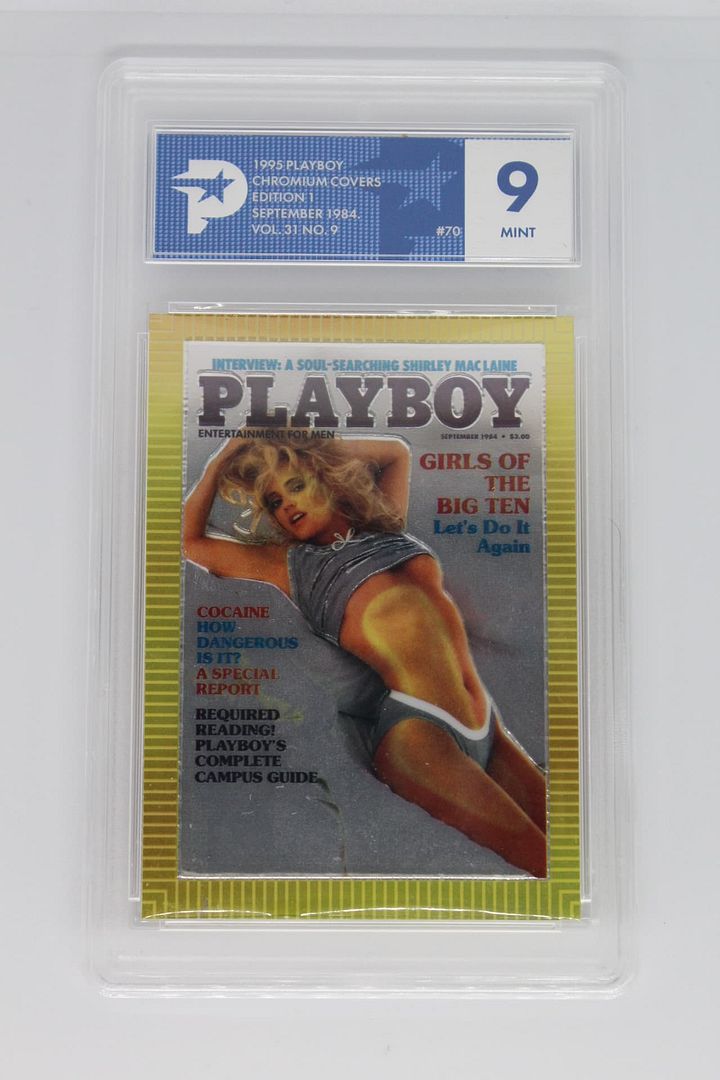 1995 PLAYBOY
CHROMIUM COVERS
EDITION 1
SEPTEMBER 1984.
VOL. 31 NO. 9
#70
9
MINT
INTERVIEW: A SOUL-SEARCHING SHIRLEY MAC LAINE
PLAYBOY
ENTERTAINMENT FOR MEN
SEPTEMBER 1984 • $3.00
GIRLS OF
THE
BIG TEN
Let's Do It
Again
COCAINE
HOW
DANGEROUS
IS IT?
A SPECIAL
REPORT
REQUIRED
READING!
PLAYBOY'S
COMPLETE
CAMPUS GUIDE